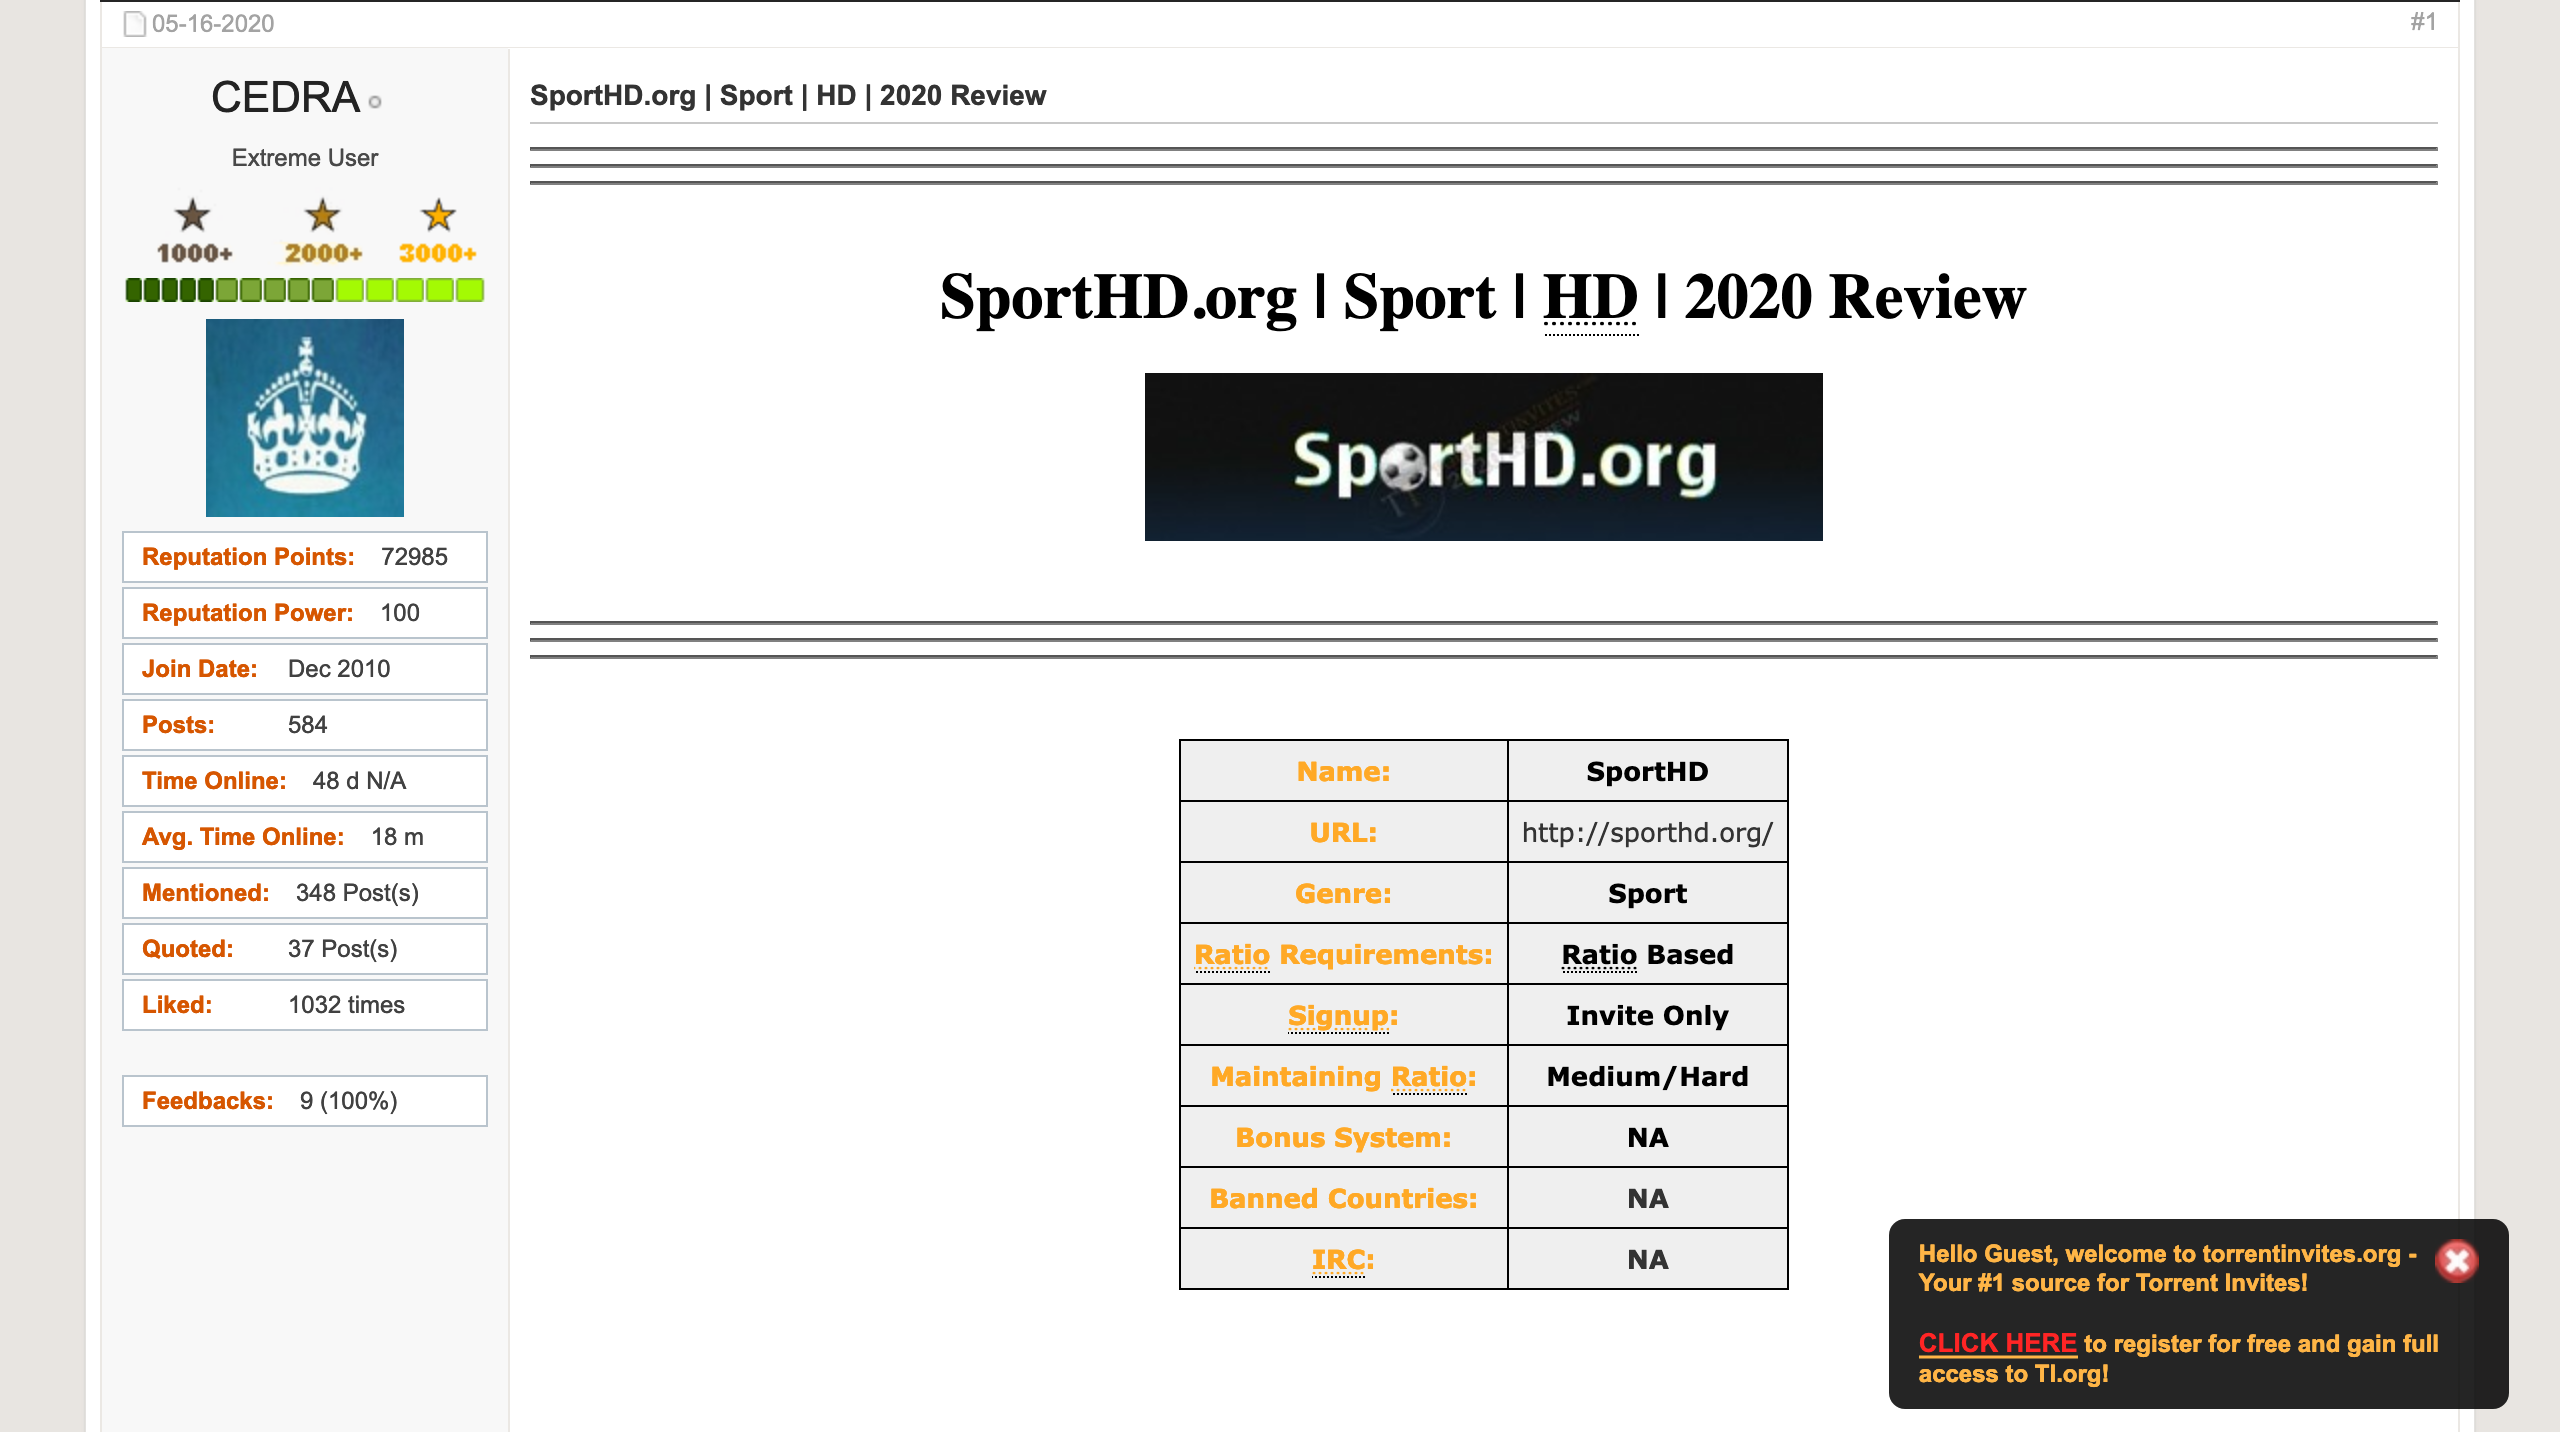 05-16-2020
#1
CEDRA
Extreme User
1000+ 2000+ 3000+
Reputation Points: 72985
Reputation Power: 100
Join Date: Dec 2010
Posts: 584
Time Online: 48 d N/A
Avg. Time Online: 18 m
Mentioned: 348 Post(s)
Quoted: 37 Post(s)
Liked: 1032 times
Feedbacks: 9 (100%)
SportHD.org | Sport | HD | 2020 Review
SportHD.org | Sport | HD | 2020 Review
SportHD.org
Name: SportHD
URL: http://sporthd.org/
Genre: Sport
Ratio Requirements: Ratio Based
Signup: Invite Only
Maintaining Ratio: Medium/Hard
Bonus System: NA
Banned Countries: NA
IRC: NA
Hello Guest, welcome to torrentinvites.org -
Your #1 source for Torrent Invites!
CLICK HERE to register for free and gain full
access to TI.org!